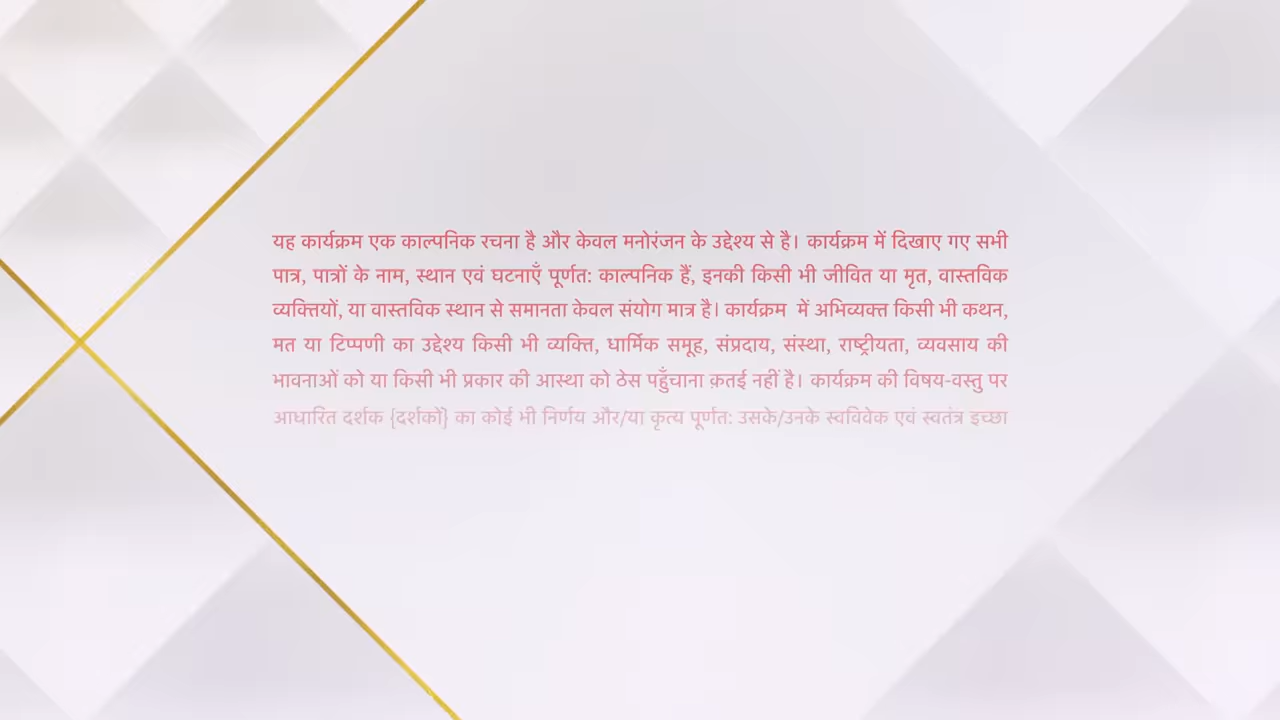 यह कार्यक्रम एक काल्पनिक रचना है और केवल मनोरंजन के उद्देश्य से है। कार्यक्रम में दिखाए गए सभी
पात्र, पात्रों के नाम, स्थान एवं घटनाएँ पूर्णत: काल्पनिक हैं, इनकी किसी भी जीवित या मृत, वास्तविक
व्यक्तियों, या वास्तविक स्थान से समानता केवल संयोग मात्र है। कार्यक्रम में अभिव्यक्त किसी भी कथन,
मत या टिप्पणी का उद्देश्य किसी भी व्यक्ति, धार्मिक समूह, संप्रदाय, संस्था, राष्ट्रीयता, व्यवसाय की
भावनाओं को या किसी भी प्रकार की आस्था को ठेस पहुँचाना क़तई नहीं है। कार्यक्रम की विषय-वस्तु पर
आधारित दर्शक {दर्शकों} का कोई भी निर्णय और/या कृत्य पूर्णत: उसके/उनके स्वविवेक एवं स्वतंत्र इच्छा